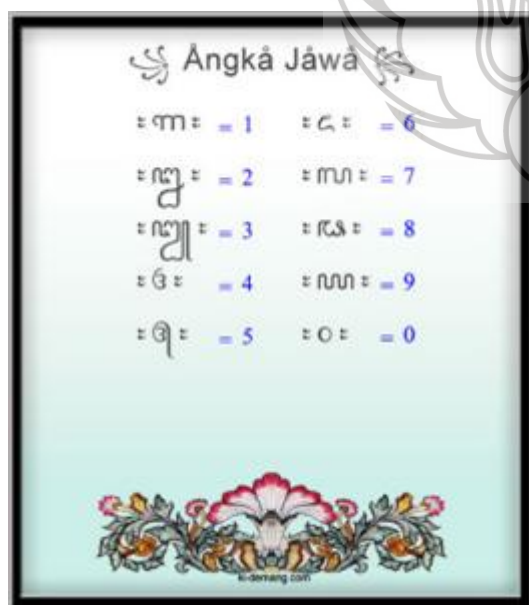 Ångkå Jåwå
꧇꧑꧇ = 1 ꧇꧖꧇ = 6
꧇꧒꧇ = 2 ꧇꧗꧇ = 7
꧇꧓꧇ = 3 ꧇꧘꧇ = 8
꧇꧔꧇ = 4 ꧇꧙꧇ = 9
꧇꧕꧇ = 5 ꧇꧐꧇ = 0
ki-demang.com